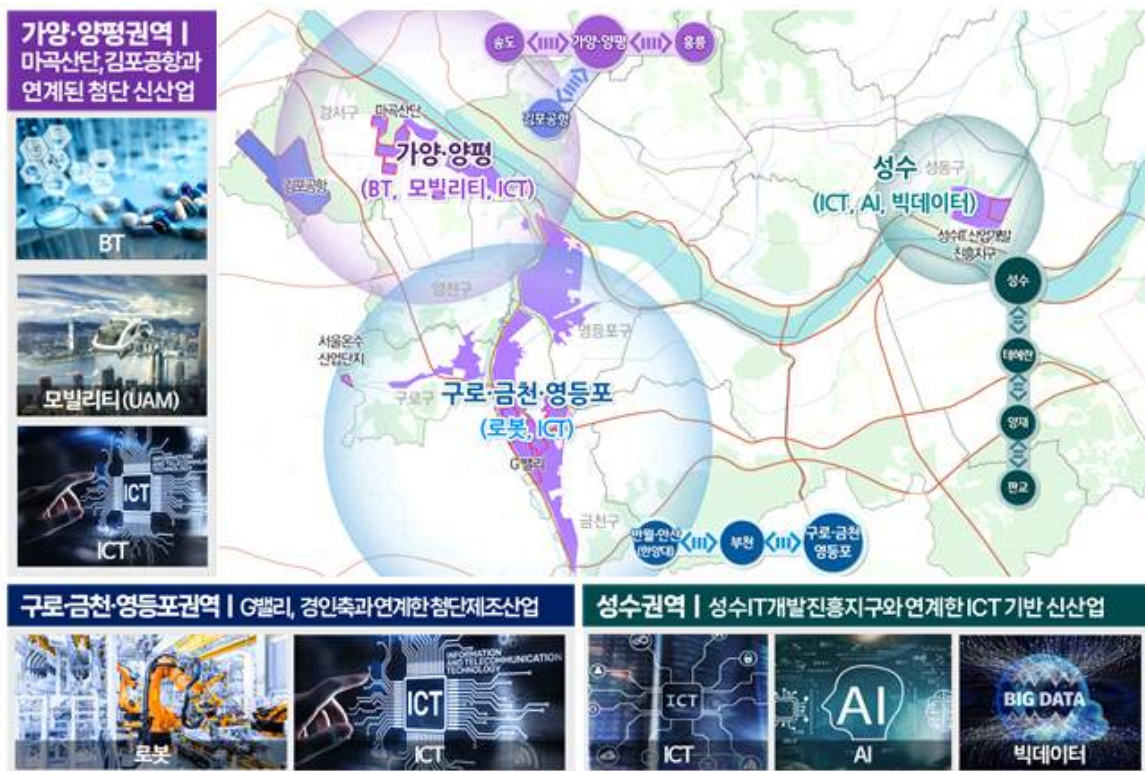 가양·양평권역 |
마곡산단, 김포공항과
연계된 첨단 신산업
BT
모빌리티(UAM)
INFORMATION
AND TELECOMMUNICATION
TECHNOLOGY
ICT
ICT
송도
가양·양평
홍릉
김포공항
강서구
마곡산단
가양·양평
(BT, 모빌리티, ICT)
김포공항
성수
성동구
(ICT, AI, 빅데이터)
성수IT산업개발
진흥지구
양천구
영등포구
서울온수
산업단지
구로구
구로·금천·영등포
(로봇, ICT)
G밸리
금천구
성수
테헤란
양재
판교
반월·안산
(한양대)
부천
구로·금천
영등포
구로·금천·영등포권역 | G밸리, 경인축과 연계한 첨단제조산업
로봇
INFORMATION
AND TELECOMMUNICATION
TECHNOLOGY
ICT
ICT
성수권역 | 성수IT개발진흥지구와 연계한 ICT 기반 신산업
ICT
ICT
AI
AI
BIG DATA
빅데이터